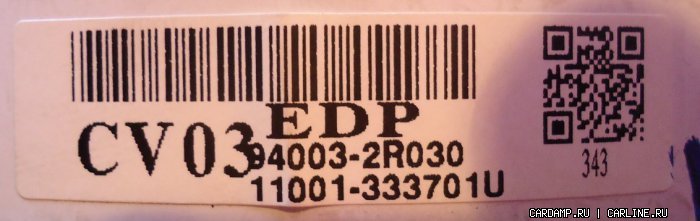 EDP
CV03
94003-2R030
11001-333701U
343
CARDAMP.RU | CARLINE.RU